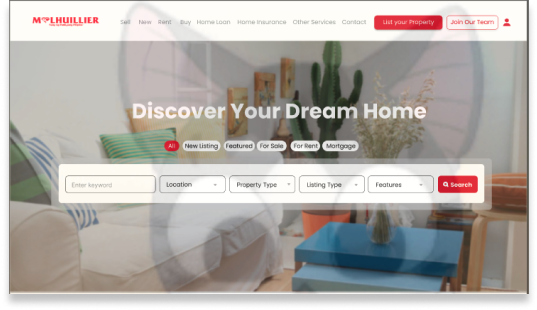 M LHUILLIER
Sell New Rent Buy Home Loan Home Insurance Other Services Contact List your Property Join Our Team
Discover Your Dream Home
All New Listing Featured For Sale For Rent Mortgage
Enter keyword Location Property Type Listing Type Features Search